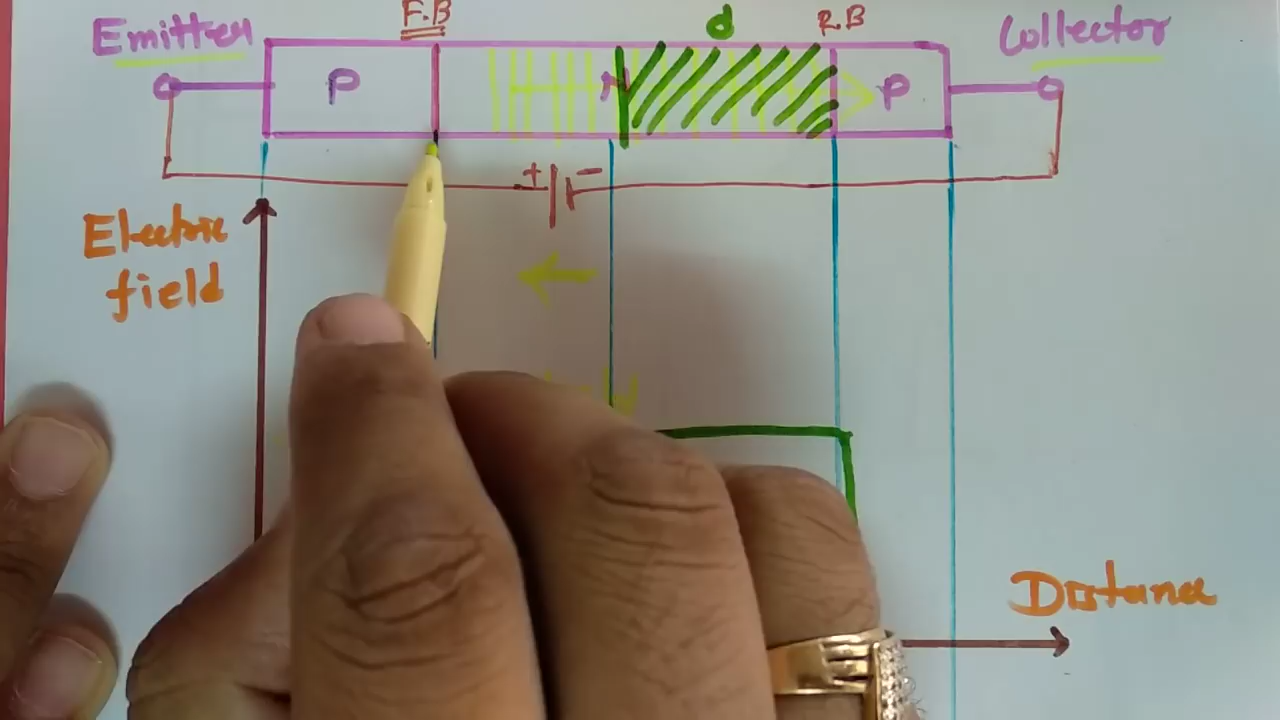 F.B
d
R.B
Emitter
Collector
P
N
P
+
-
Electric
field
Distance